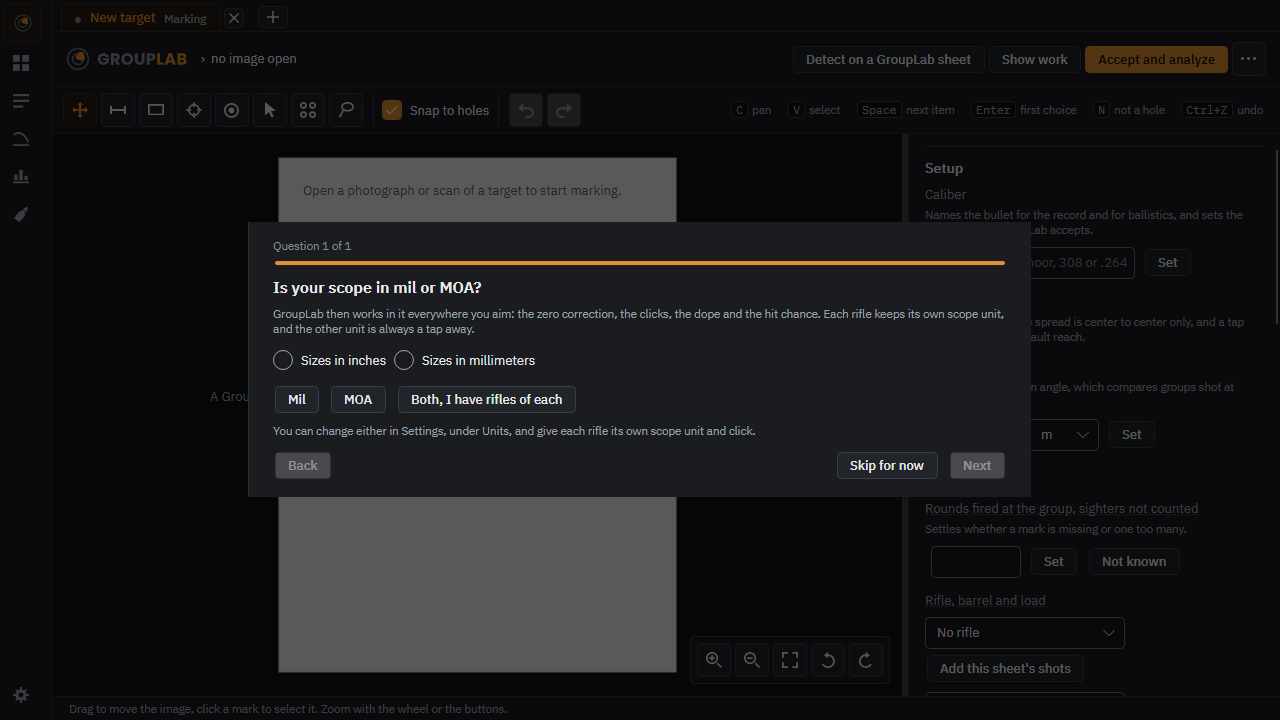 New target Marking
GROUPLAB › no image open
Detect on a GroupLab sheet
Show work
Accept and analyze
Snap to holes
C pan
V select
Space next item
Enter first choice
N not a hole
Ctrl+Z undo
Open a photograph or scan of a target to start marking.
Setup
Caliber
Names the bullet for the record and for ballistics, and sets the
Lab accepts.
308 or .264
Set
Question 1 of 1
Is your scope in mil or MOA?
GroupLab then works in it everywhere you aim: the zero correction, the clicks, the dope and the hit chance. Each rifle keeps its own scope unit,
and the other unit is always a tap away.
Sizes in inches
Sizes in millimeters
Mil
MOA
Both, I have rifles of each
You can change either in Settings, under Units, and give each rifle its own scope unit and click.
Back
Skip for now
Next
spread is center to center only, and a tap
reach.
A Grou
angle, which compares groups shot at
m
Set
Rounds fired at the group, sighters not counted
Settles whether a mark is missing or one too many.
Set
Not known
Rifle, barrel and load
No rifle
Add this sheet's shots
Drag to move the image, click a mark to select it. Zoom with the wheel or the buttons.